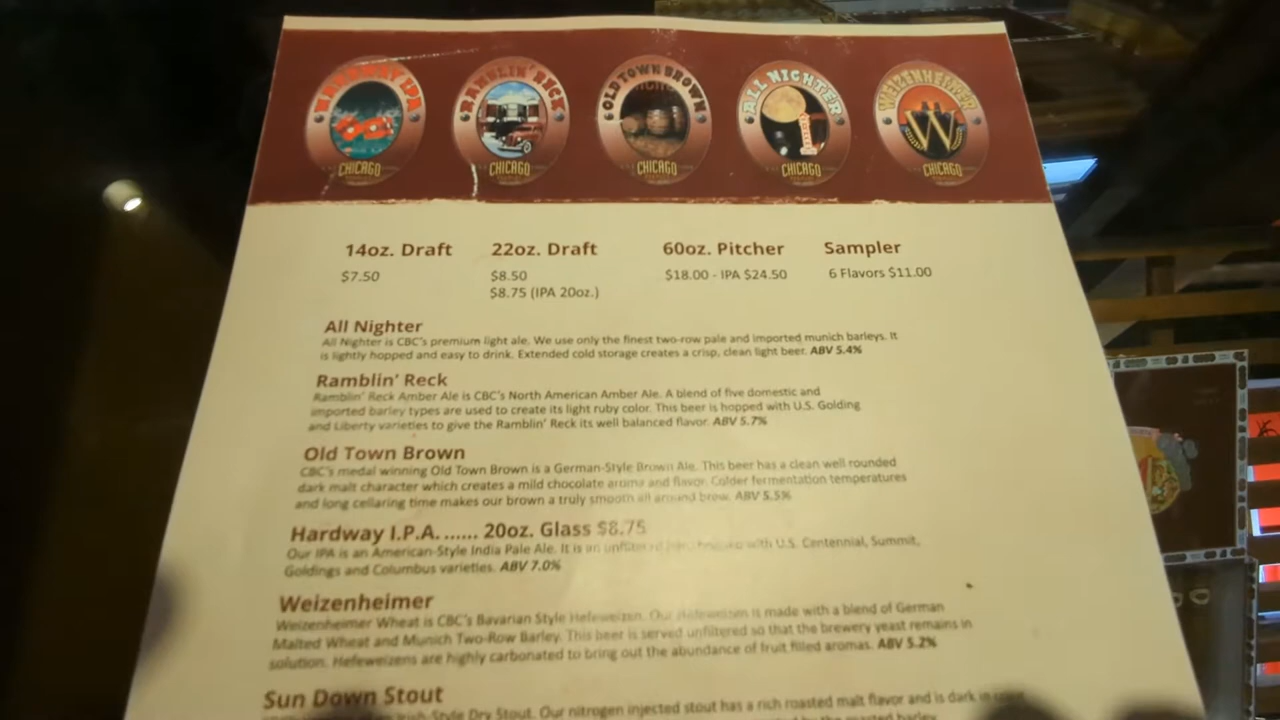 HARDWAY IPA
RAMBLIN' RECK
OLD TOWN BROWN
ALL NIGHTER
WEIZENHEIMER
CHICAGO
CHICAGO
CHICAGO
CHICAGO
CHICAGO
W
14oz. Draft 22oz. Draft 60oz. Pitcher Sampler
$7.50 $8.50 $18.00 - IPA $24.50 6 Flavors $11.00
$8.75 (IPA 20oz.)
All Nighter
All Nighter is CBC's premium light ale. We use only the finest two-row pale and imported munich barleys. It
is lightly hopped and easy to drink. Extended cold storage creates a crisp, clean light beer. ABV 5.4%
Ramblin' Reck
Ramblin' Reck Amber Ale is CBC's North American Amber Ale. A blend of five domestic and
imported barley types are used to create its light ruby color. This beer is hopped with U.S. Golding
and Liberty varieties to give the Ramblin' Reck its well balanced flavor. ABV 5.7%
Old Town Brown
CBC's medal winning Old Town Brown is a German-Style Brown Ale. This beer has a clean well rounded
dark malt character which creates a mild chocolate aroma and flavor. Colder fermentation temperatures
and long cellaring time makes our brown a truly smooth all around brew. ABV 5.5%
Hardway I.P.A. ...... 20oz. Glass $8.75
Our IPA is an American-Style India Pale Ale. It is an unfiltered hopped with U.S. Centennial, Summit,
Goldings and Columbus varieties. ABV 7.0%
Weizenheimer
Weizenheimer Wheat is CBC's Bavarian Style Hefeweizen. Our Hefeweizen is made with a blend of German
Malted Wheat and Munich Two-Row Barley. This beer is served unfiltered so that the brewery yeast remains in
solution. Hefeweizens are highly carbonated to bring out the abundance of fruit filled aromas. ABV 5.2%
Sun Down Stout
Irish-Style Dry Stout. Our nitrogen injected stout has a rich roasted malt flavor and is dark in
by the roasted barley